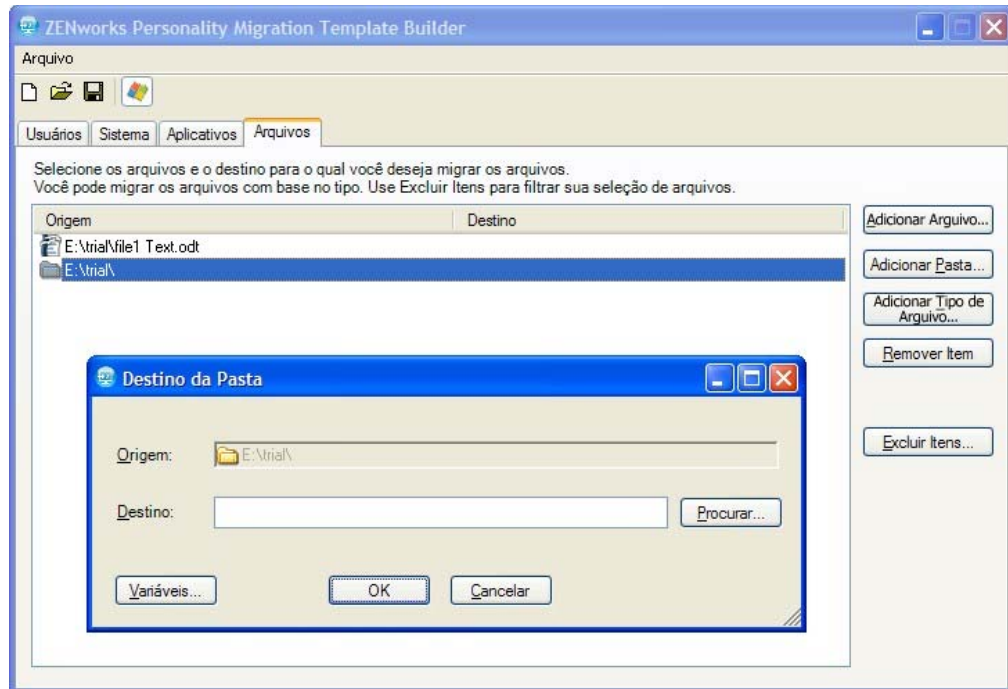 ZENworks Personality Migration Template Builder
Arquivo
Usuários Sistema Aplicativos Arquivos
Selecione os arquivos e o destino para o qual você deseja migrar os arquivos.
Você pode migrar os arquivos com base no tipo. Use Excluir Itens para filtrar sua seleção de arquivos.
Origem Destino
E:\trial\file1 Text.odt
E:\trial\
Adicionar Arquivo...
Adicionar Pasta...
Adicionar Tipo de
Arquivo...
Remover Item
Excluir Itens...
Destino da Pasta
Origem: E:\trial\
Destino: Procurar...
Variáveis... OK Cancelar